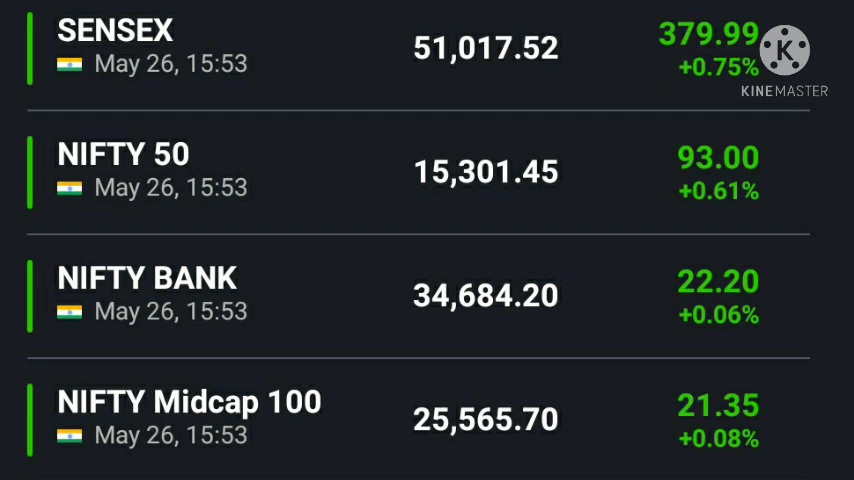 SENSEX 51,017.52 379.99
May 26, 15:53 +0.75%
K
KINEMASTER
NIFTY 50 15,301.45 93.00
May 26, 15:53 +0.61%
NIFTY BANK 34,684.20 22.20
May 26, 15:53 +0.06%
NIFTY Midcap 100 25,565.70 21.35
May 26, 15:53 +0.08%